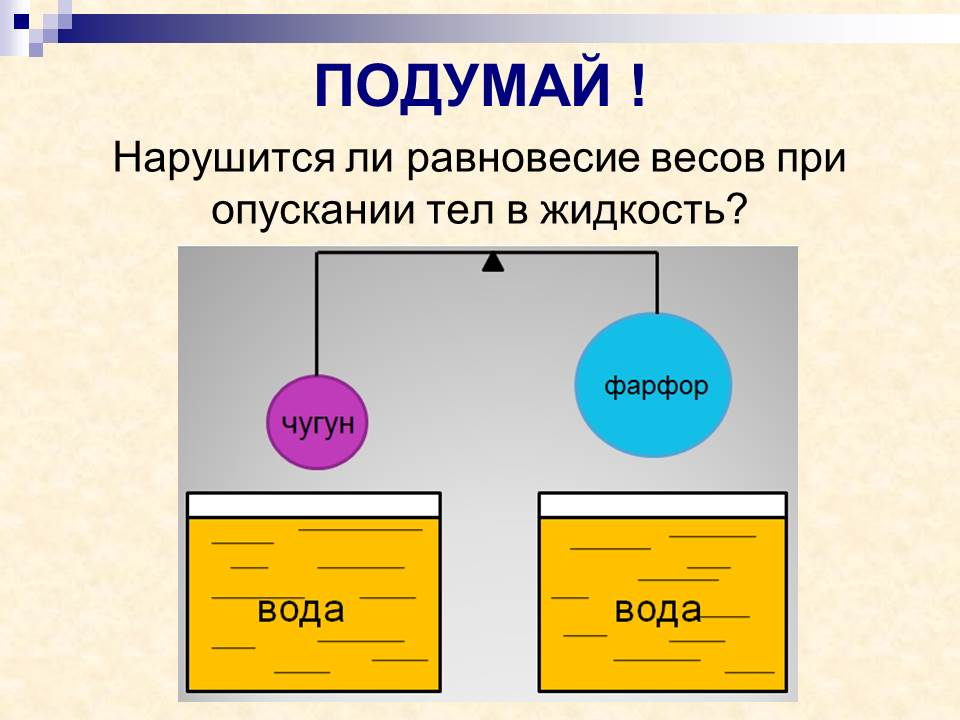 ПОДУМАЙ !
Нарушится ли равновесие весов при
опускании тел в жидкость?
фарфор
чугун
вода
вода